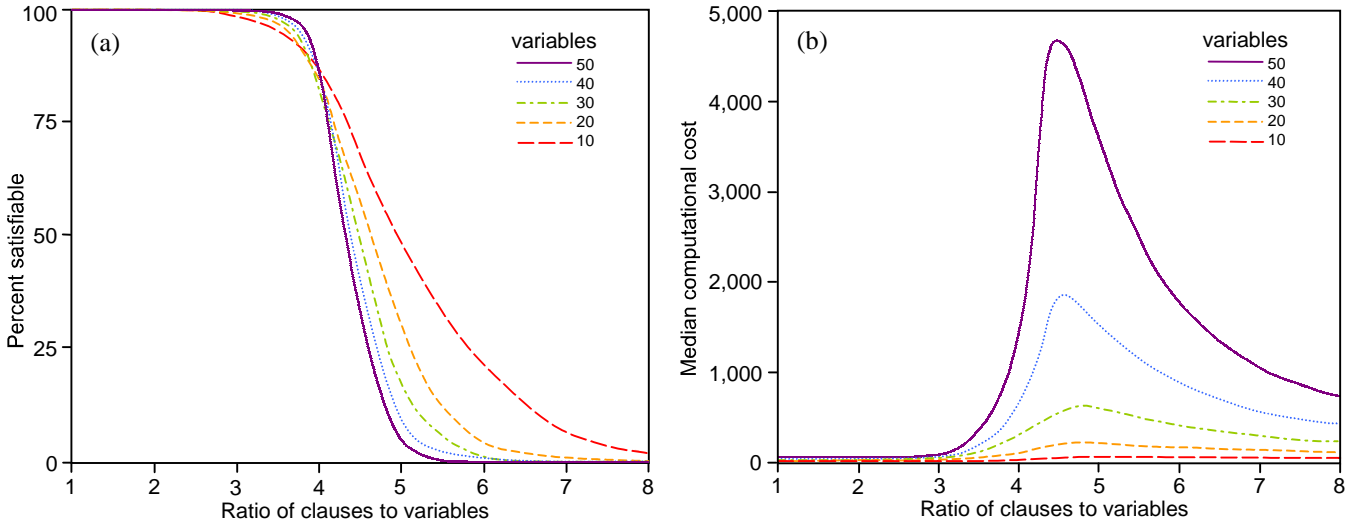 100
75
50
25
0
Percent satisfiable
(a)
variables
50
40
30
20
10
1 2 3 4 5 6 7 8
Ratio of clauses to variables
5,000
4,000
3,000
2,000
1,000
0
Median computational cost
(b)
variables
50
40
30
20
10
1 2 3 4 5 6 7 8
Ratio of clauses to variables